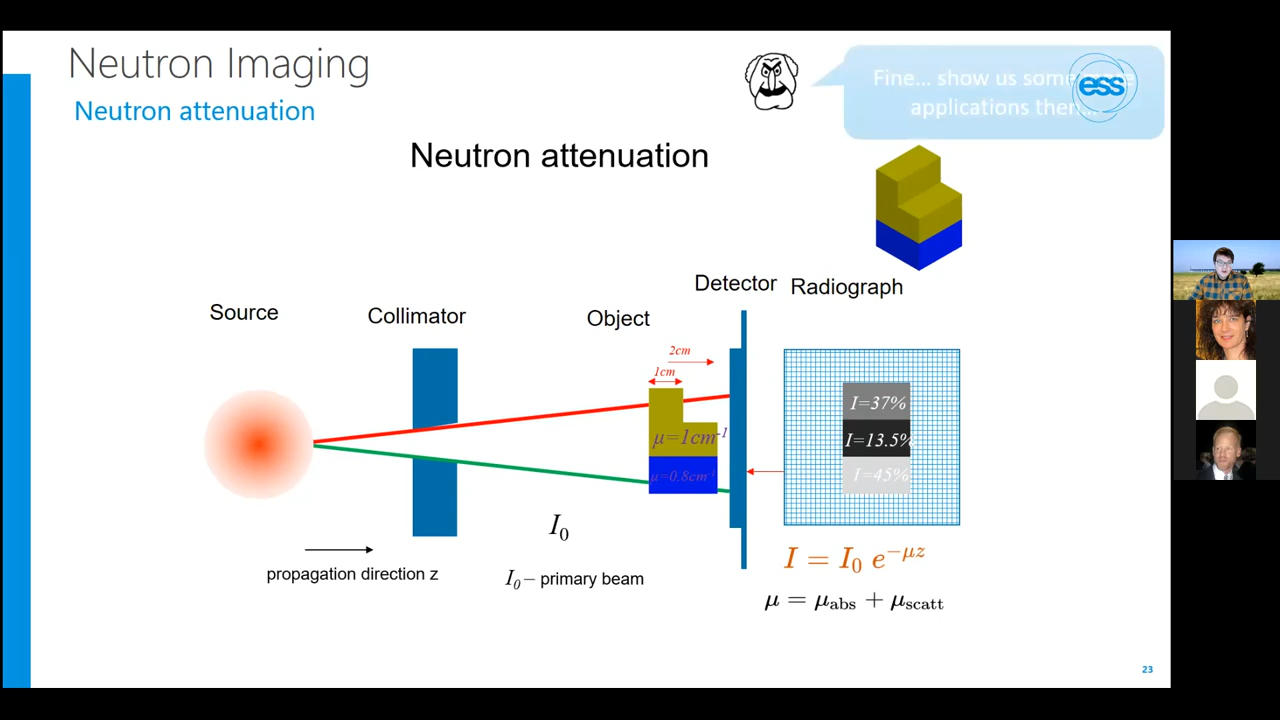 Neutron Imaging
Neutron attenuation
Fine... show us some more
applications then...
ess
Neutron attenuation
Source
Collimator
Object
Detector
Radiograph
2cm
1cm
μ=1cm⁻¹
μ=0.8cm⁻¹
I=37%
I=13.5%
I=45%
I₀
propagation direction z
I₀ – primary beam
I = I₀ e^{−μz}
μ = μ_abs + μ_scatt
23